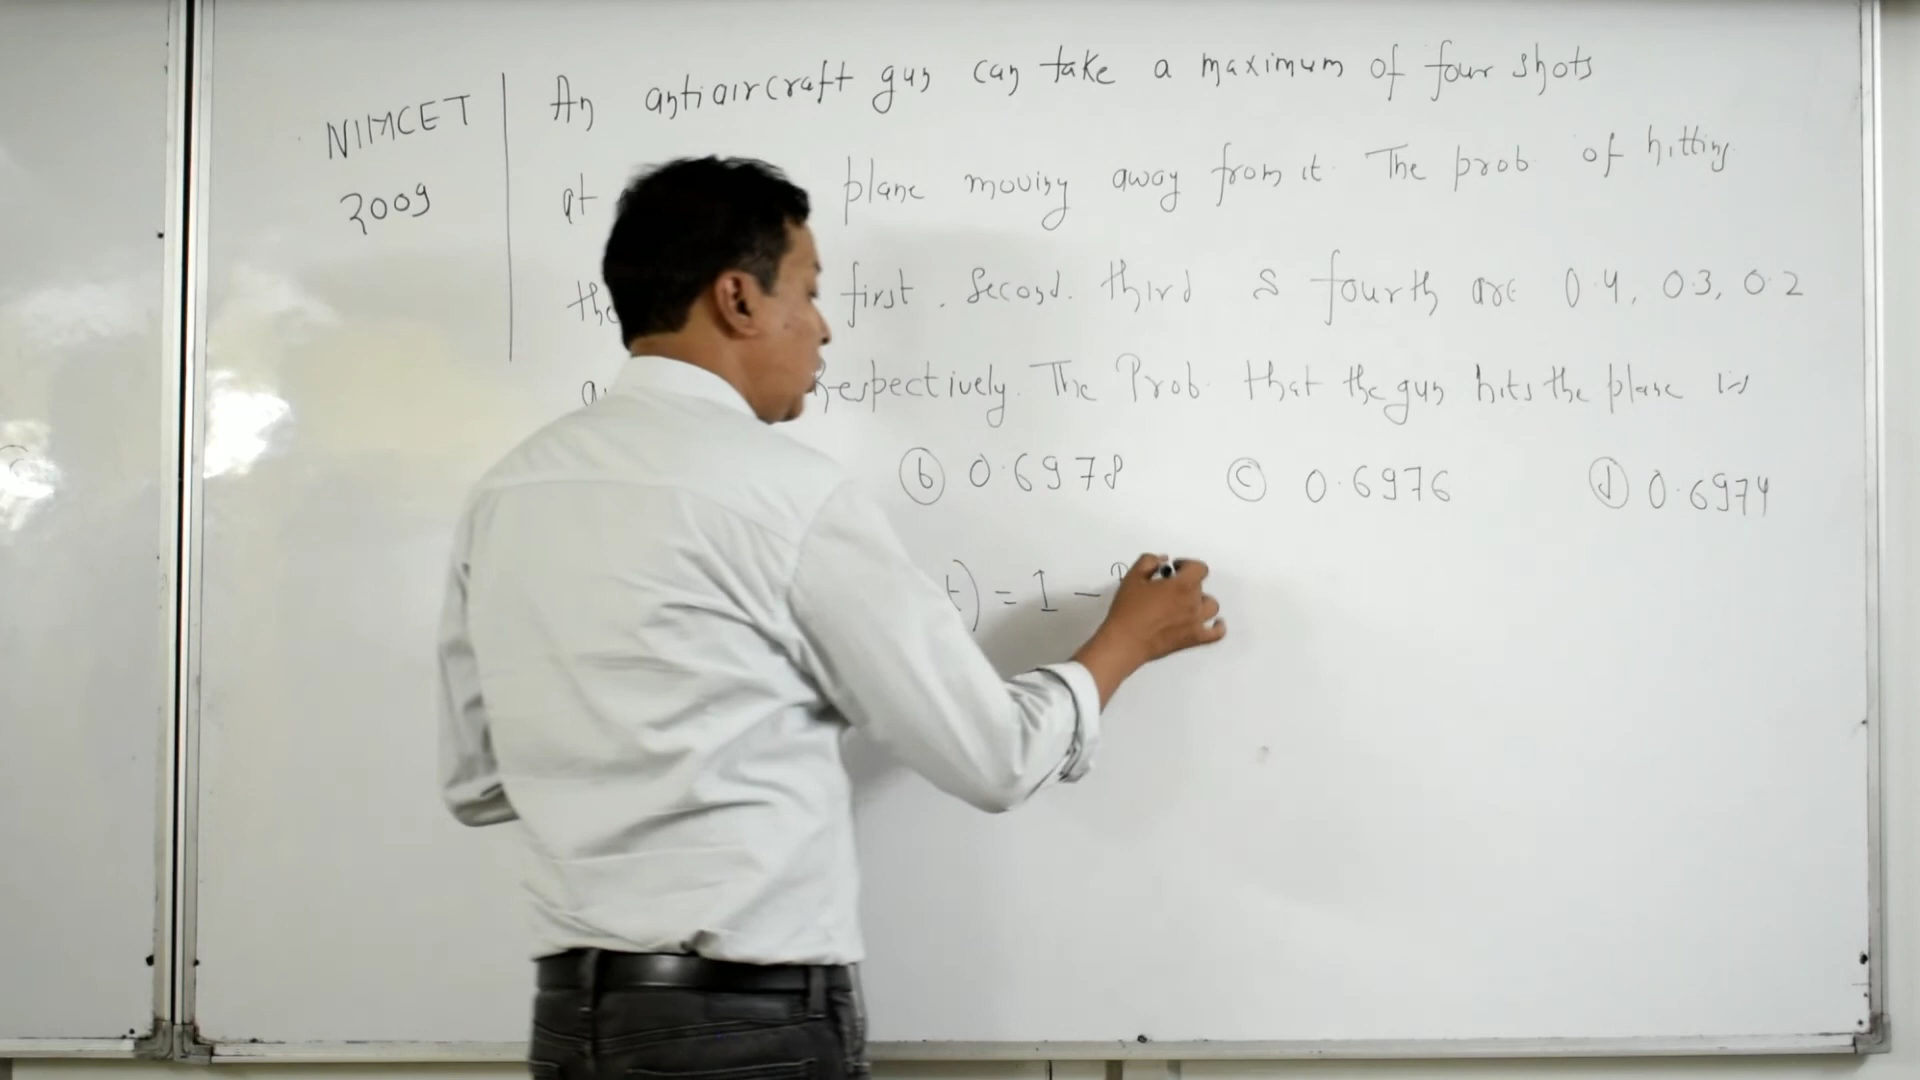 NIMCET
2009
An antiaircraft gun can take a maximum of four shots
at plane moving away from it. The prob of hitting
the first, second, third & fourth are 0.4, 0.3, 0.2
respectively. The Prob. that the gun hits the plane is
(b) 0.6978 (c) 0.6976 (d) 0.6974
t) = 1 - P